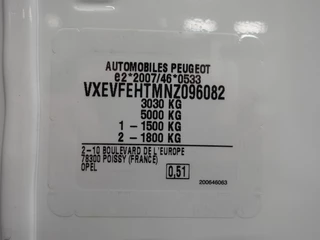 AUTOMOBILES PEUGEOT
e2*2007/46*0533
VXEVFEHTMNZ096082
3030 KG
5000 KG
1 - 1500 KG
2 - 1800 KG
2-10 BOULEVARD DE L'EUROPE
78300 POISSY (FRANCE)
OPEL
0,51
200646063